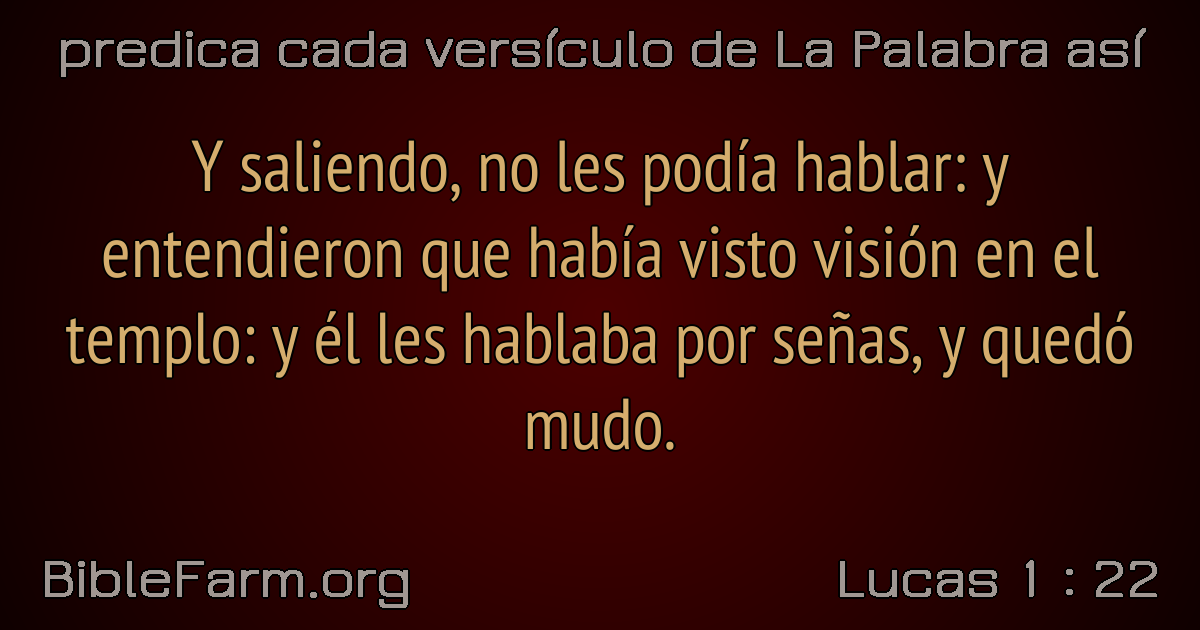 predica cada versículo de La Palabra así
Y saliendo, no les podía hablar: y
entendieron que había visto visión en el
templo: y él les hablaba por señas, y quedó
mudo.
BibleFarm.org
Lucas 1 : 22